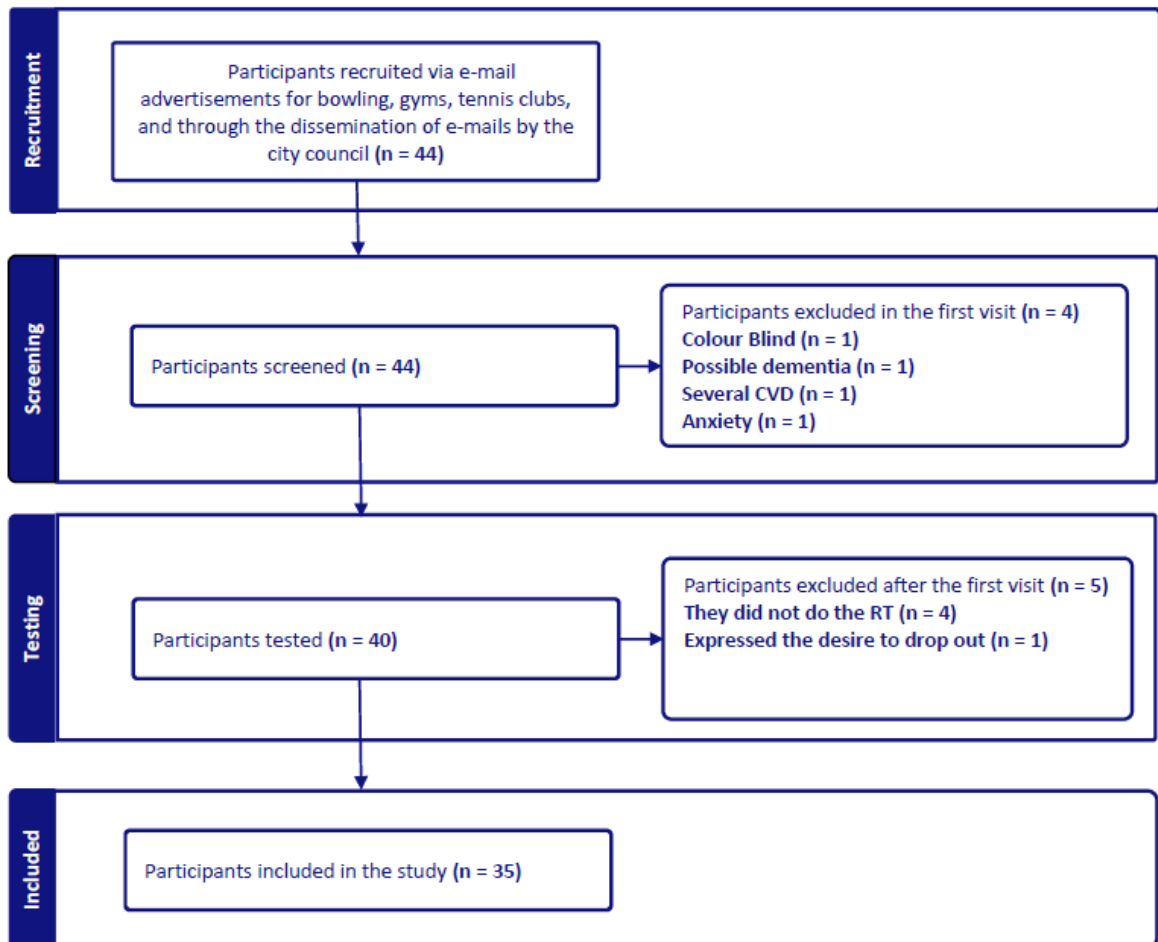 Recruitment
Participants recruited via e-mail
advertisements for bowling, gyms, tennis clubs,
and through the dissemination of e-mails by the
city council (n = 44)
Screening
Participants screened (n = 44)
Participants excluded in the first visit (n = 4)
Colour Blind (n = 1)
Possible dementia (n = 1)
Several CVD (n = 1)
Anxiety (n = 1)
Testing
Participants tested (n = 40)
Participants excluded after the first visit (n = 5)
They did not do the RT (n = 4)
Expressed the desire to drop out (n = 1)
Included
Participants included in the study (n = 35)